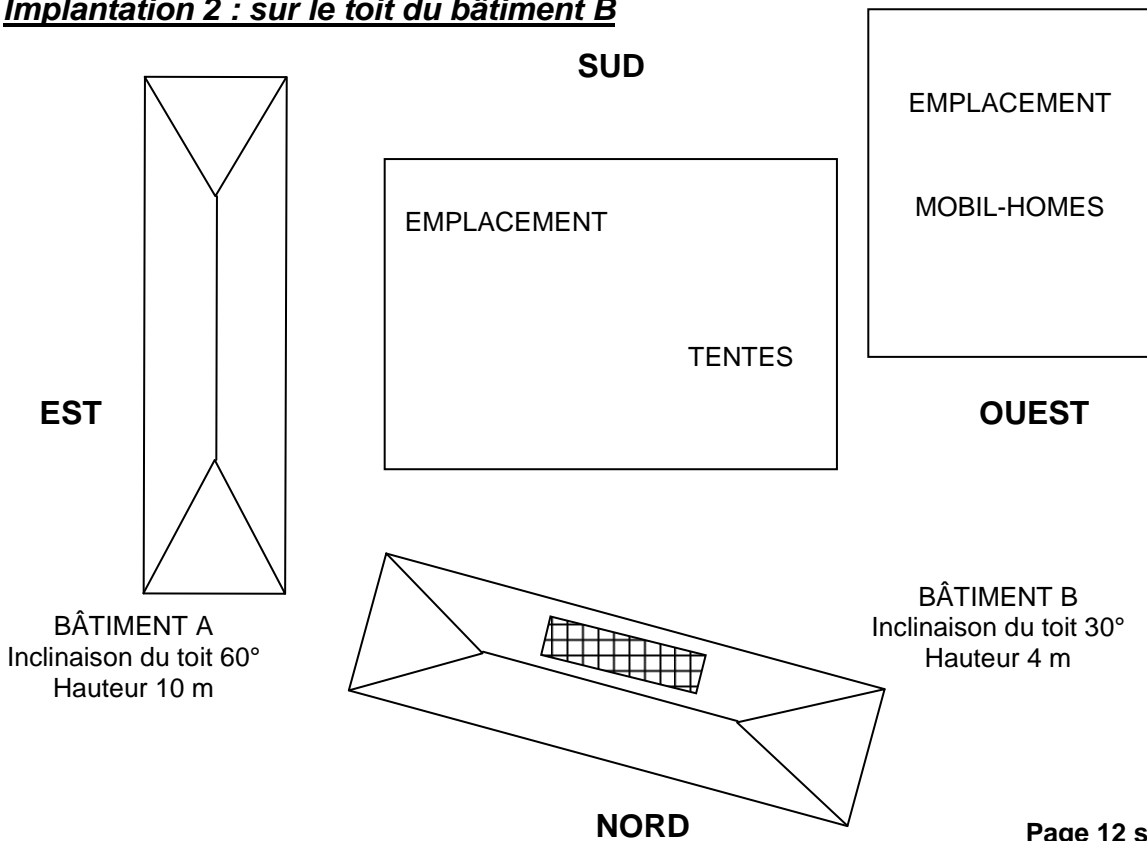 Implantation 2 : sur le toit du bâtiment B
SUD
EMPLACEMENT
MOBIL-HOMES
EMPLACEMENT
TENTES
EST
OUEST
BÂTIMENT A
Inclinaison du toit 60°
Hauteur 10 m
BÂTIMENT B
Inclinaison du toit 30°
Hauteur 4 m
NORD
Page 12 s